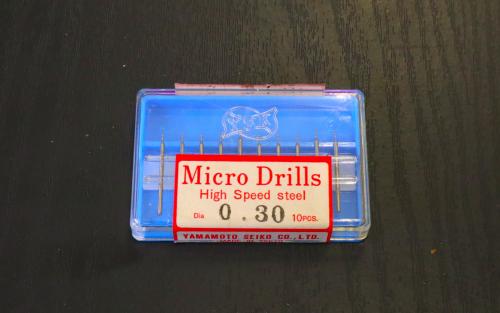 Micro Drills
High Speed steel
Dia 0.30 10PCS.
YAMAMOTO SEIKO CO., LTD.